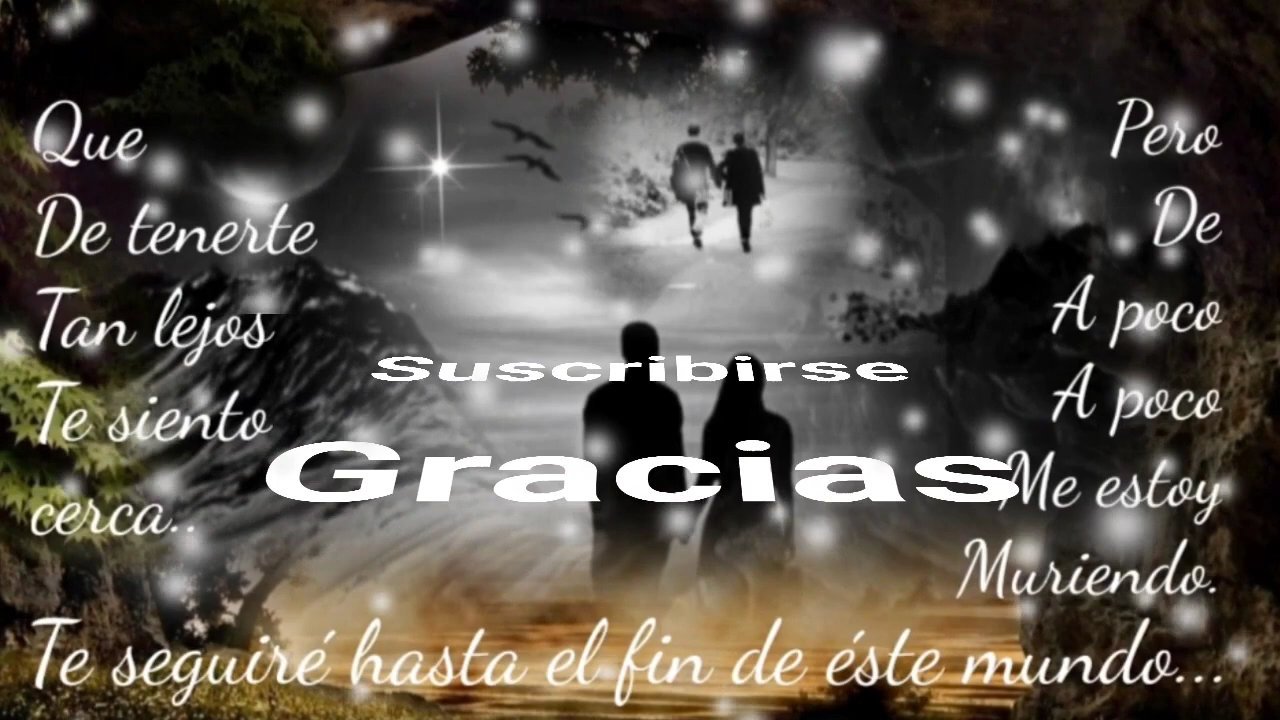 Que
De tenerte
Tan lejos
Te siento
cerca..
Pero
De
A poco
A poco
Me estoy
Muriendo.
Suscribirse
Gracias
Te seguiré hasta el fin de éste mundo...